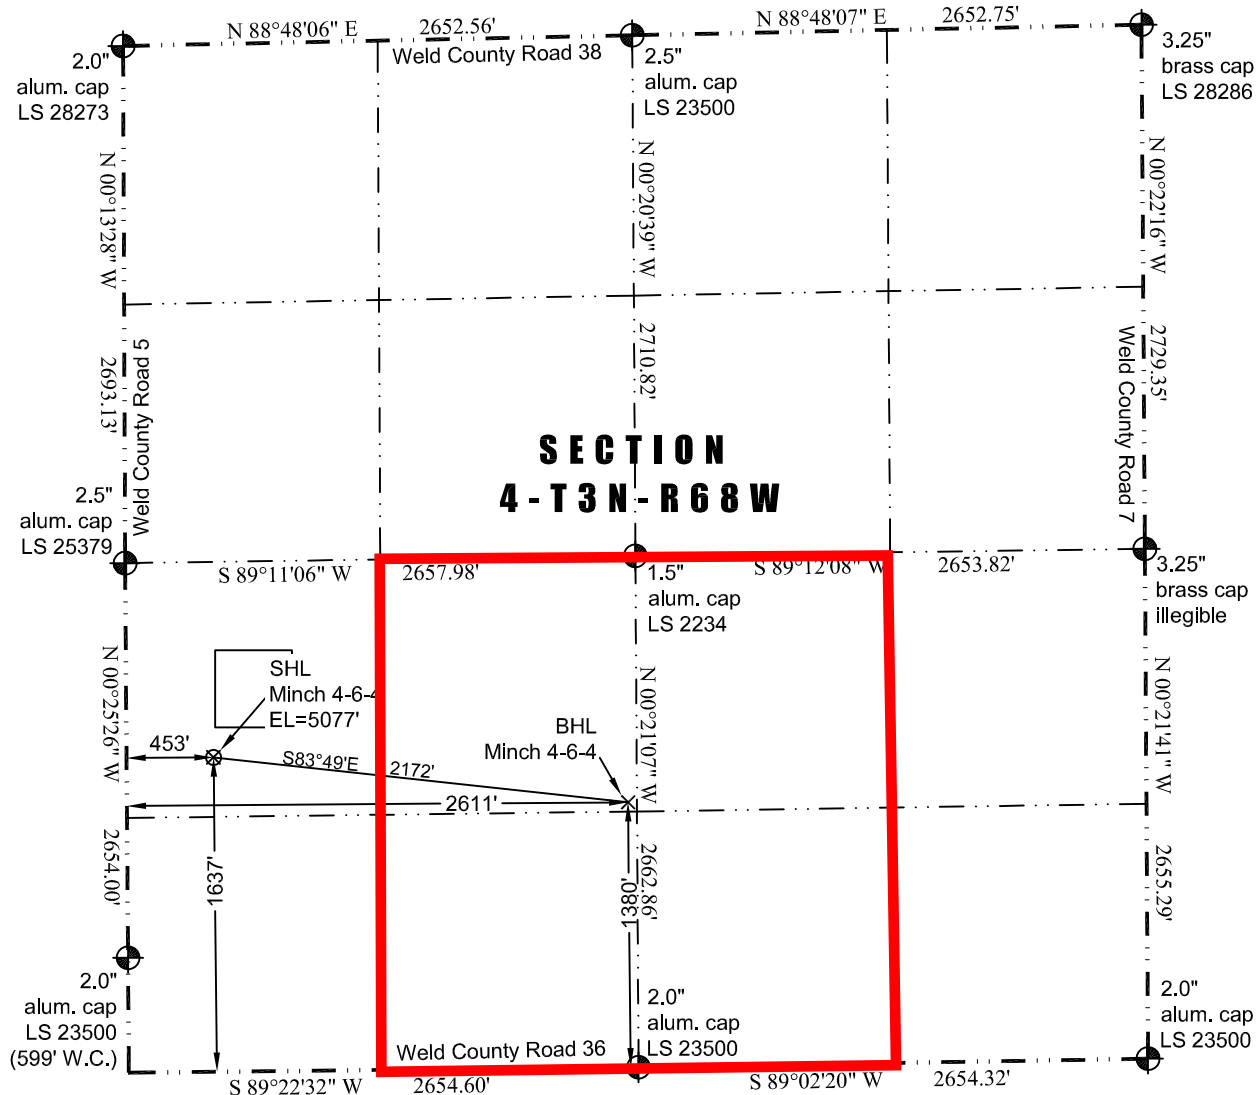 N 88°48'06" E
2652.56'
N 88°48'07" E
2652.75'
Weld County Road 38
2.0"
alum. cap
LS 28273
2.5"
alum. cap
LS 23500
3.25"
brass cap
LS 28286
N 00°13'28" W
2693.13'
Weld County Road 5
N 00°20'39" W
2710.82'
N 00°22'16" W
2729.35'
Weld County Road 7
SECTION
4-T3N-R68W
2.5"
alum. cap
LS 25379
S 89°11'06" W
2657.98'
1.5"
alum. cap
LS 2234
S 89°12'08" W
2653.82'
3.25"
brass cap
illegible
SHL
Minch 4-6-4
EL=5077'
453'
S83°49'E
2172'
BHL
Minch 4-6-4
2611'
N 00°25'26" W
2654.00'
1637'
N 00°21'07" W
2662.86'
1380'
N 00°21'41" W
2655.29'
2.0"
alum. cap
LS 23500
(599' W.C.)
2.0"
alum. cap
LS 23500
2.0"
alum. cap
LS 23500
Weld County Road 36
S 89°22'32" W
2654.60'
S 89°02'20" W
2654.32'